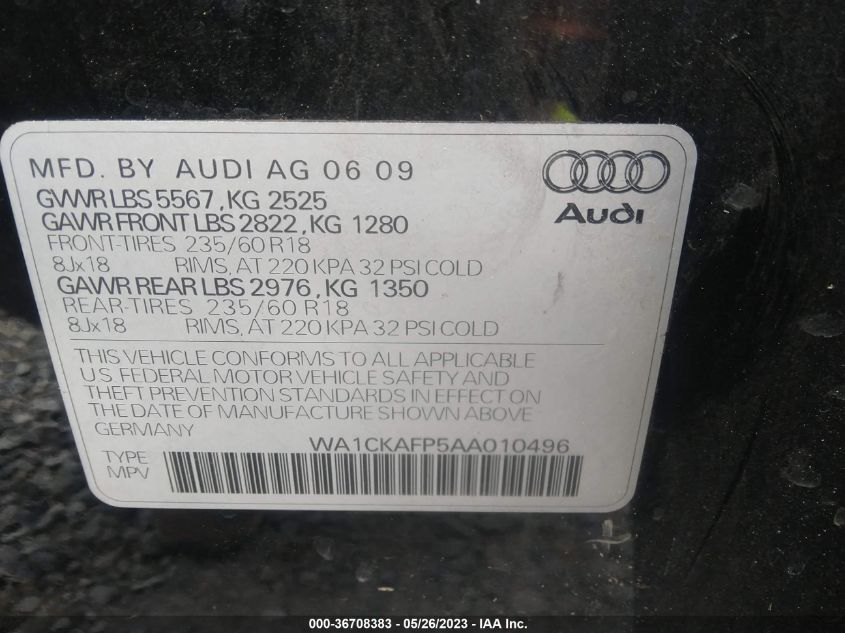 MFD. BY AUDI AG 06 09
GVWR LBS 5567, KG 2525
GAWR FRONT LBS 2822, KG 1280
FRONT-TIRES 235/60 R18
8Jx18 RIMS, AT 220 KPA 32 PSI COLD
GAWR REAR LBS 2976, KG 1350
REAR-TIRES 235/60 R18
8Jx18 RIMS, AT 220 KPA 32 PSI COLD
Audi
THIS VEHICLE CONFORMS TO ALL APPLICABLE
U.S. FEDERAL MOTOR VEHICLE SAFETY AND
THEFT PREVENTION STANDARDS IN EFFECT ON
THE DATE OF MANUFACTURE SHOWN ABOVE
GERMANY
WA1CKAFP5AA010496
TYPE
MPV
000-36708383 / 05/26/2023 — IAA Inc.